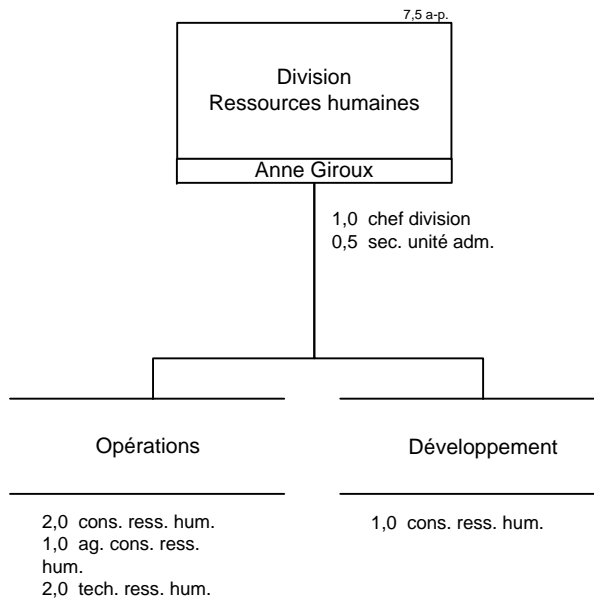 7,5 a-p.
Division
Ressources humaines
Anne Giroux
1,0 chef division
0,5 sec. unité adm.
Opérations
2,0 cons. ress. hum.
1,0 ag. cons. ress.
hum.
2,0 tech. ress. hum.
Développement
1,0 cons. ress. hum.